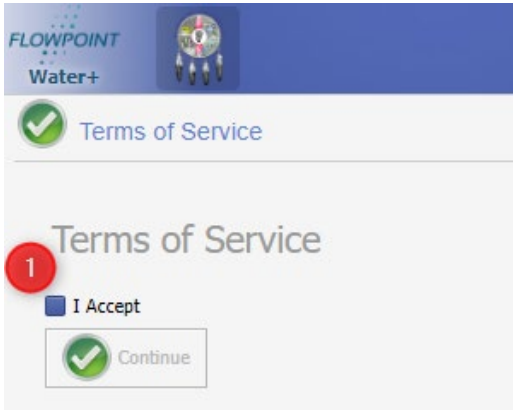 FLOWPOINT
Water+
Terms of Service
Terms of Service
1
I Accept
Continue